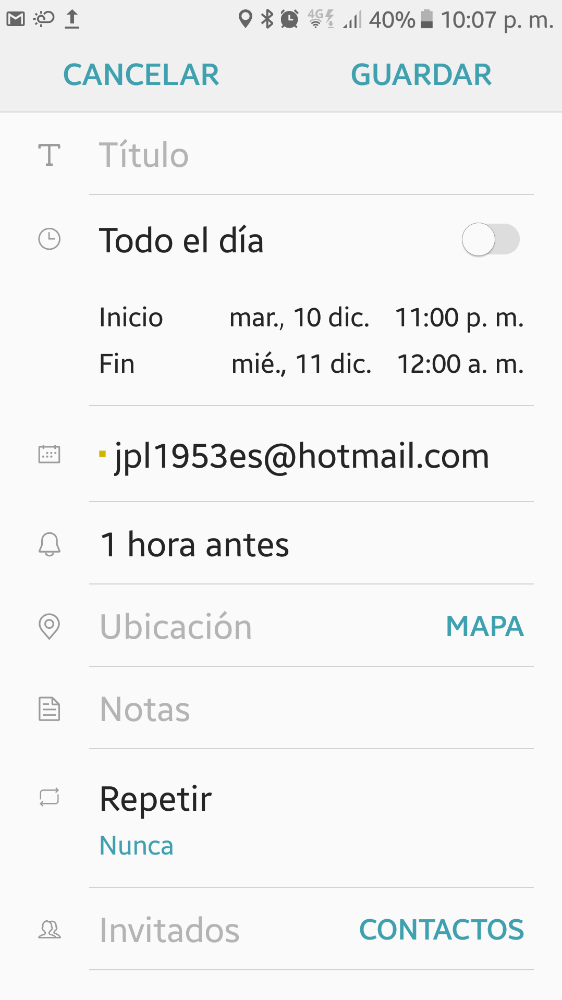 4G 40% 10:07 p. m.
CANCELAR GUARDAR
Título
Todo el día
Inicio mar., 10 dic. 11:00 p. m.
Fin mié., 11 dic. 12:00 a. m.
jpl1953es@hotmail.com
1 hora antes
Ubicación MAPA
Notas
Repetir
Nunca
Invitados CONTACTOS